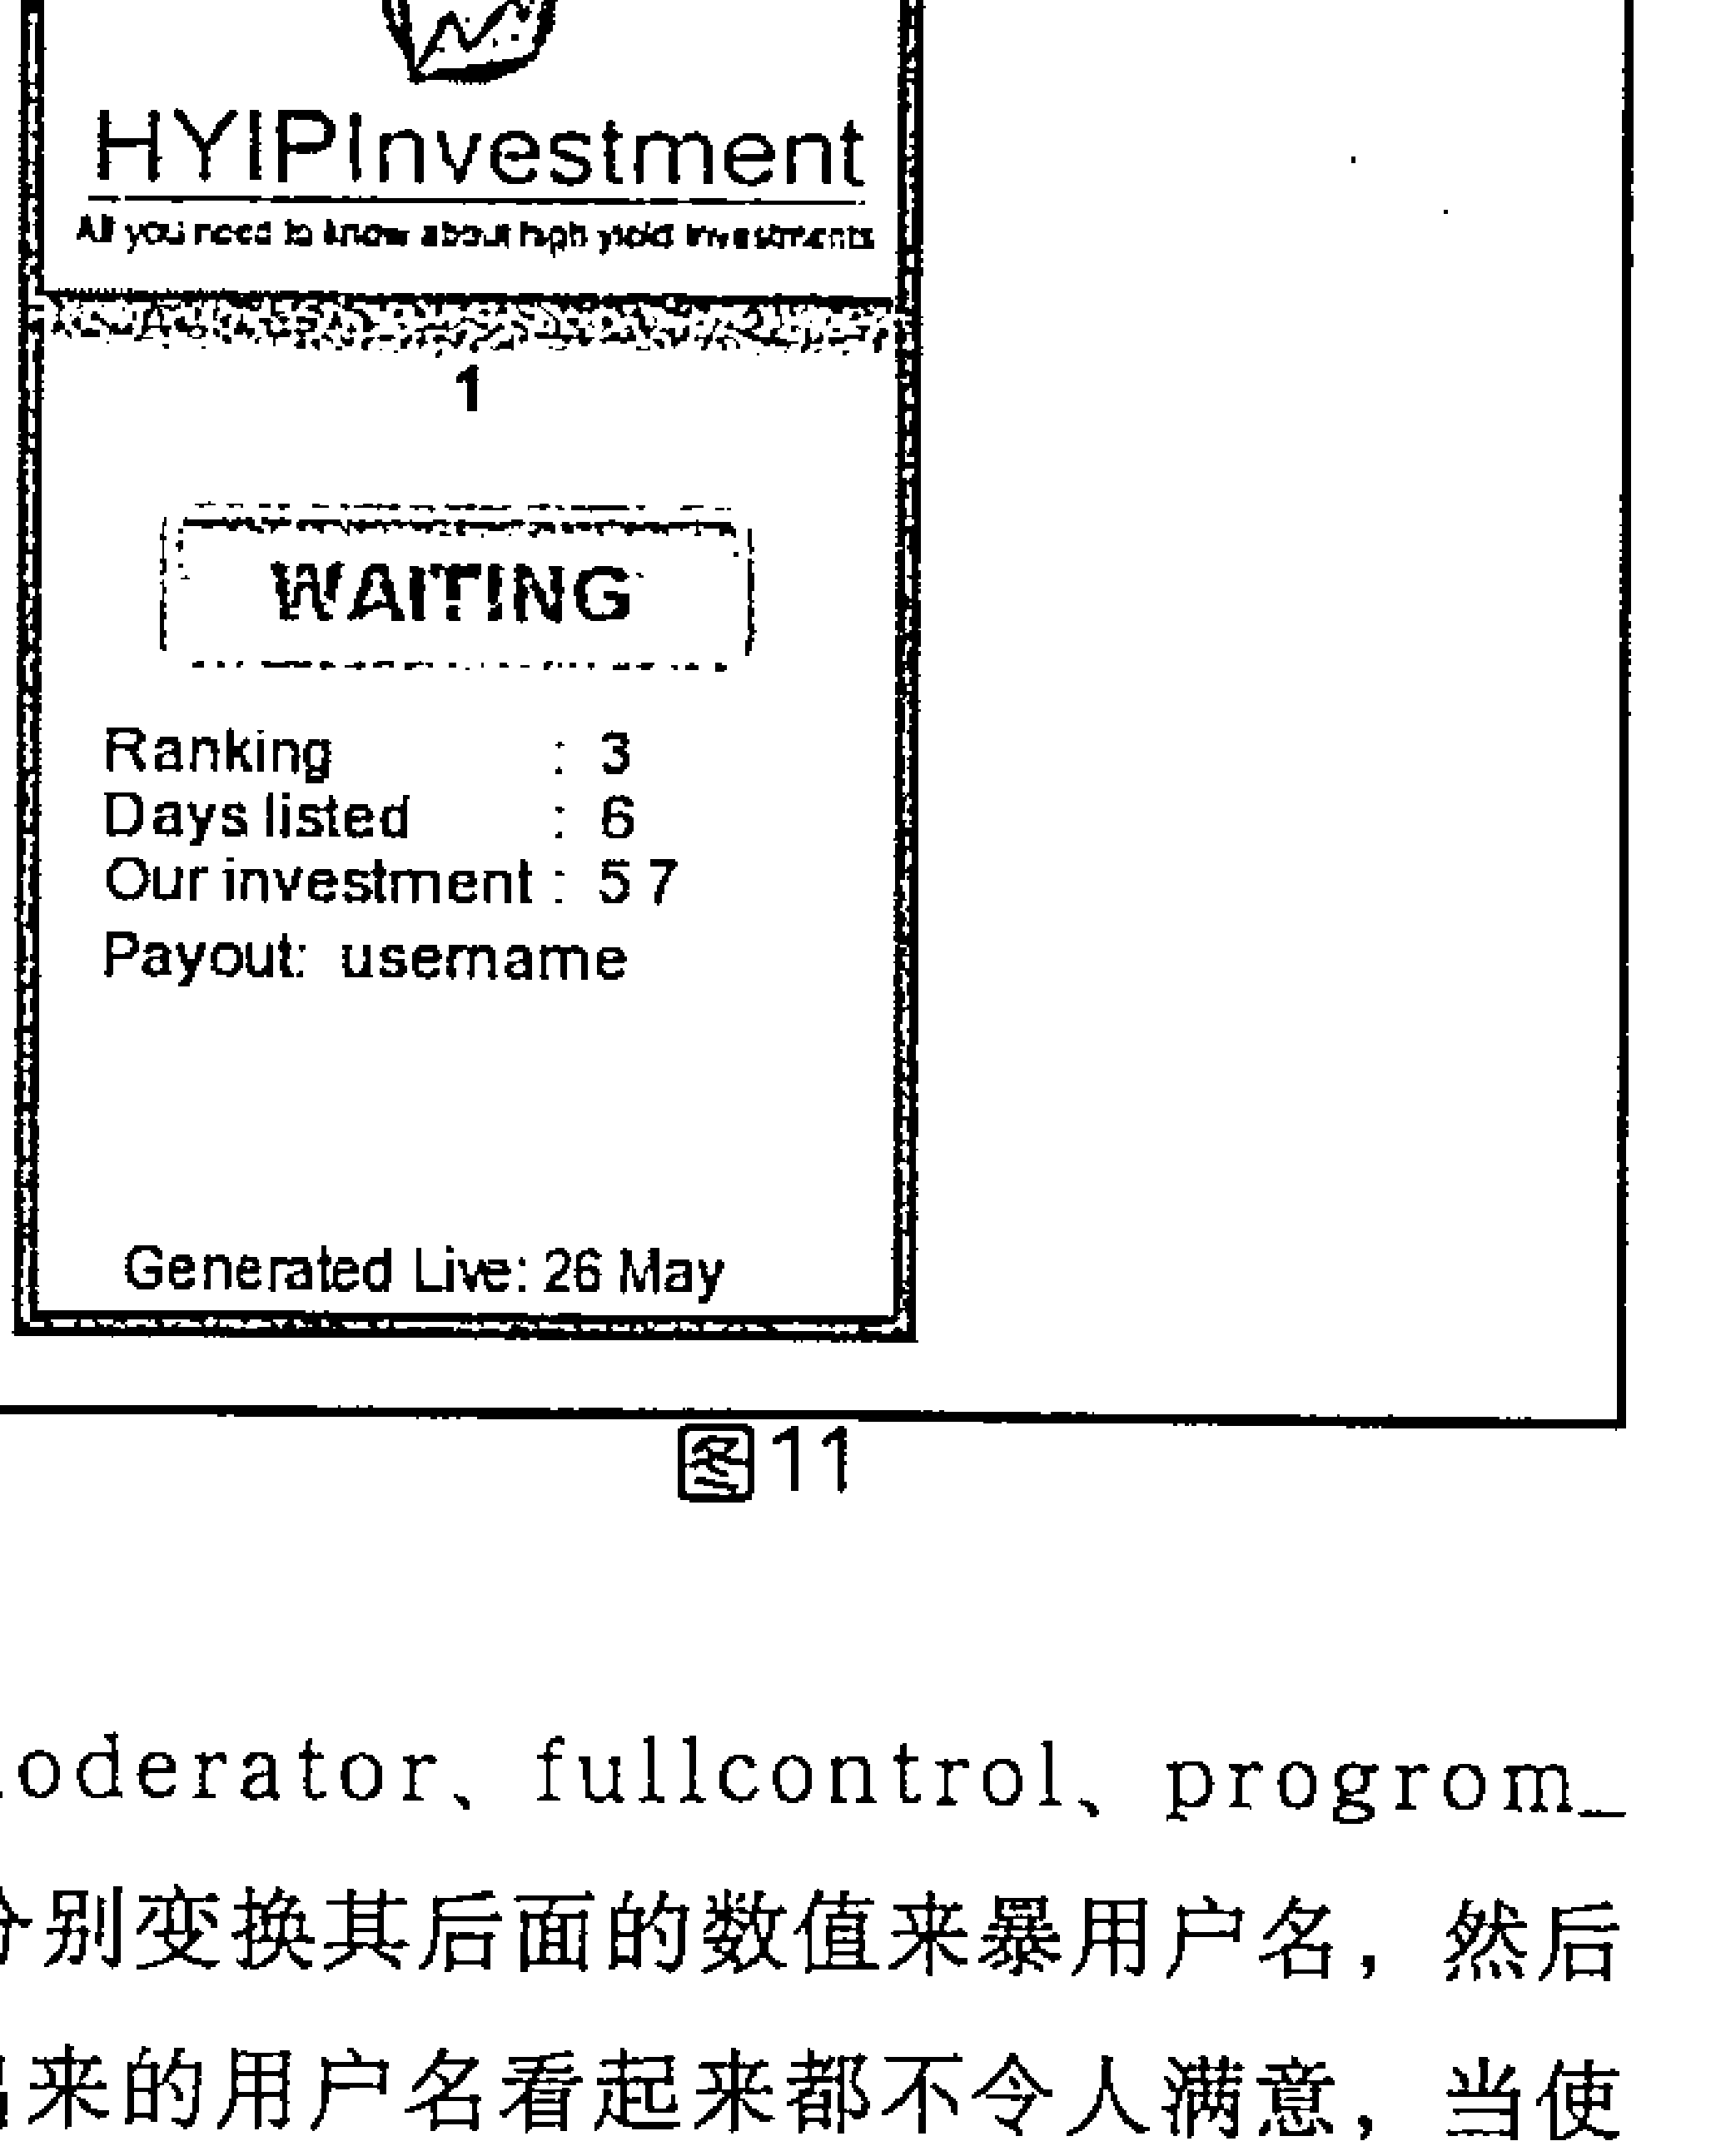 HYIPInvestment
All you need to know about high yield investments
1
WAITING
Ranking : 3
Days listed : 6
Our investment : 5 7
Payout: username
Generated Live: 26 May
图11
oderator、fullcontrol、progrom_
分别变换其后面的数值来暴用户名，然后
来的用户名看起来都不令人满意，当使